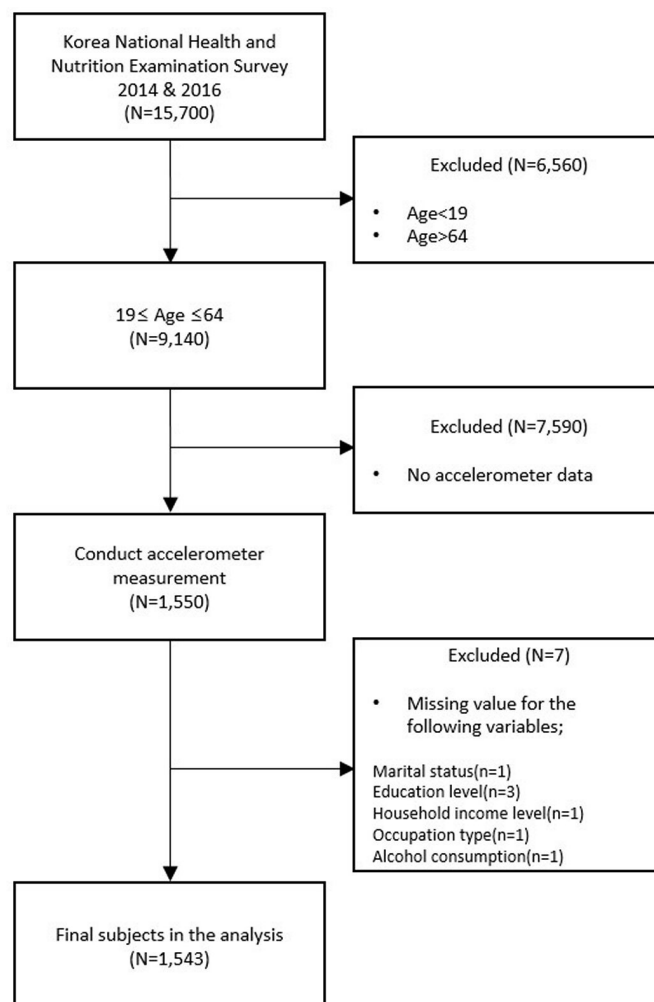 Korea National Health and
Nutrition Examination Survey
2014 & 2016
(N=15,700)
Excluded (N=6,560)
• Age<19
• Age>64
19≤ Age ≤64
(N=9,140)
Excluded (N=7,590)
• No accelerometer data
Conduct accelerometer
measurement
(N=1,550)
Excluded (N=7)
• Missing value for the
following variables;
Marital status(n=1)
Education level(n=3)
Household income level(n=1)
Occupation type(n=1)
Alcohol consumption(n=1)
Final subjects in the analysis
(N=1,543)